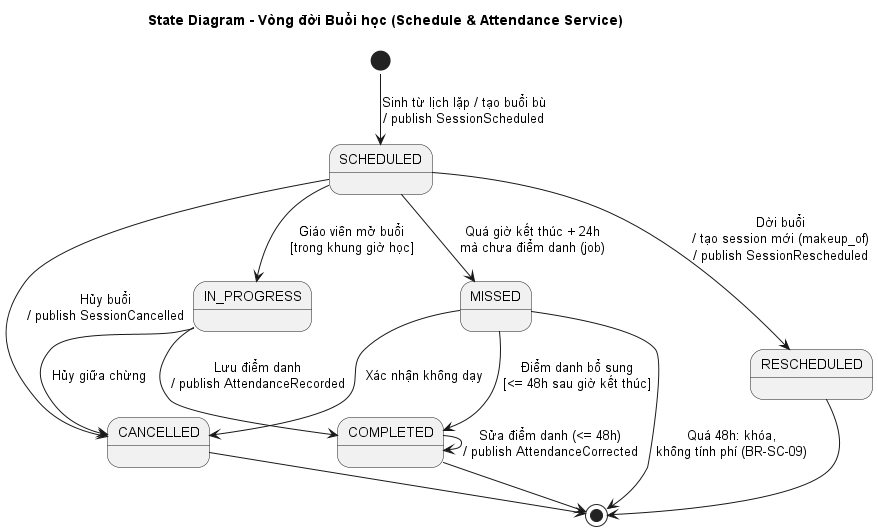 State Diagram - Vòng đời Buổi học (Schedule & Attendance Service)
Sinh từ lịch lặp / tạo buổi bù
/ publish SessionScheduled
SCHEDULED
Dời buổi
/ tạo session mới (makeup_of)
/ publish SessionRescheduled
Giáo viên mở buổi
[trong khung giờ học]
Quá giờ kết thúc + 24h
mà chưa điểm danh (job)
Hủy buổi
/ publish SessionCancelled
IN_PROGRESS
MISSED
RESCHEDULED
Hủy giữa chừng
Lưu điểm danh
/ publish AttendanceRecorded
Xác nhận không dạy
Điểm danh bổ sung
[<= 48h sau giờ kết thúc]
CANCELLED
COMPLETED
Sửa điểm danh (<= 48h)
/ publish AttendanceCorrected
Quá 48h: khóa,
không tính phí (BR-SC-09)